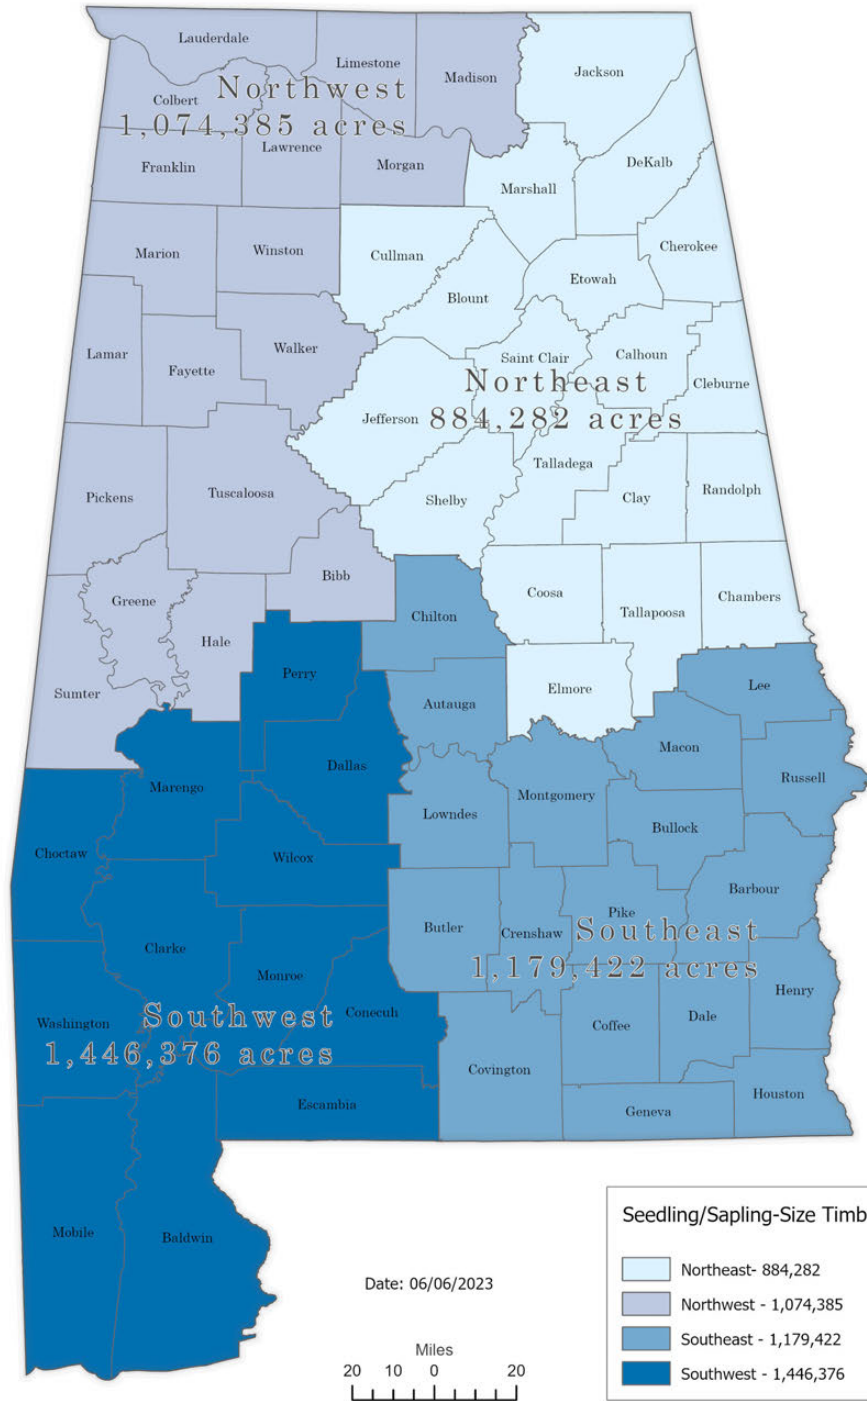 Lauderdale
Limestone
Madison
Jackson
Northwest
Colbert
1,074,385 acres
Lawrence
Franklin
Morgan
DeKalb
Marshall
Cherokee
Marion
Winston
Cullman
Etowah
Blount
Lamar
Walker
Fayette
Saint Clair
Calhoun
Cleburne
Northeast
884,282 acres
Jefferson
Talladega
Pickens
Tuscaloosa
Shelby
Clay
Randolph
Bibb
Greene
Coosa
Chambers
Chilton
Tallapoosa
Hale
Perry
Sumter
Elmore
Lee
Autauga
Macon
Russell
Dallas
Marengo
Montgomery
Lowndes
Bullock
Choctaw
Wilcox
Barbour
Butler
Crenshaw
Pike
Southeast
1,179,422 acres
Clarke
Monroe
Henry
Conecuh
Washington
Southwest
1,446,376 acres
Coffee
Dale
Covington
Houston
Escambia
Geneva
Mobile
Baldwin
Seedling/Sapling-Size Timb
Northeast- 884,282
Northwest - 1,074,385
Southeast - 1,179,422
Southwest - 1,446,376
Date: 06/06/2023
Miles
20 10 0 20